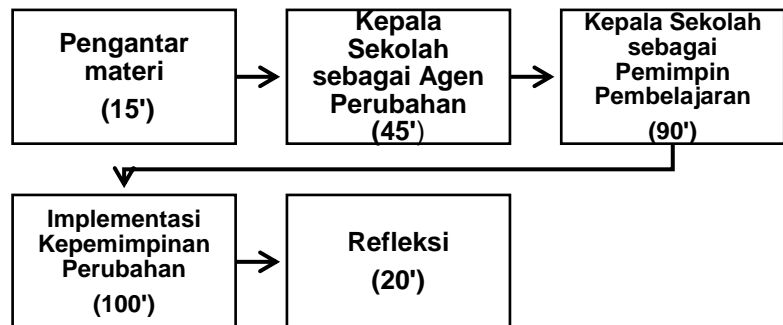 Pengantar
materi
(15')
Kepala
Sekolah
sebagai Agen
Perubahan
(45')
Kepala Sekolah
sebagai
Pemimpin
Pembelajaran
(90')
Implementasi
Kepemimpinan
Perubahan
(100')
Refleksi
(20')